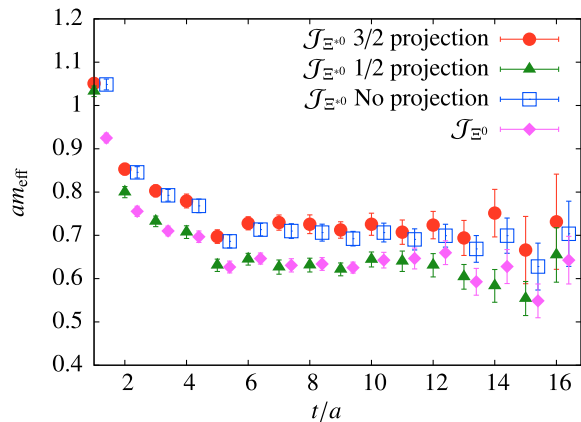 𝒥_Ξ*0 3/2 projection
𝒥_Ξ*0 1/2 projection
𝒥_Ξ*0 No projection
𝒥_Ξ0
1.2
1.1
1
0.9
0.8
0.7
0.6
0.5
0.4
am_eff
2 4 6 8 10 12 14 16
t/a